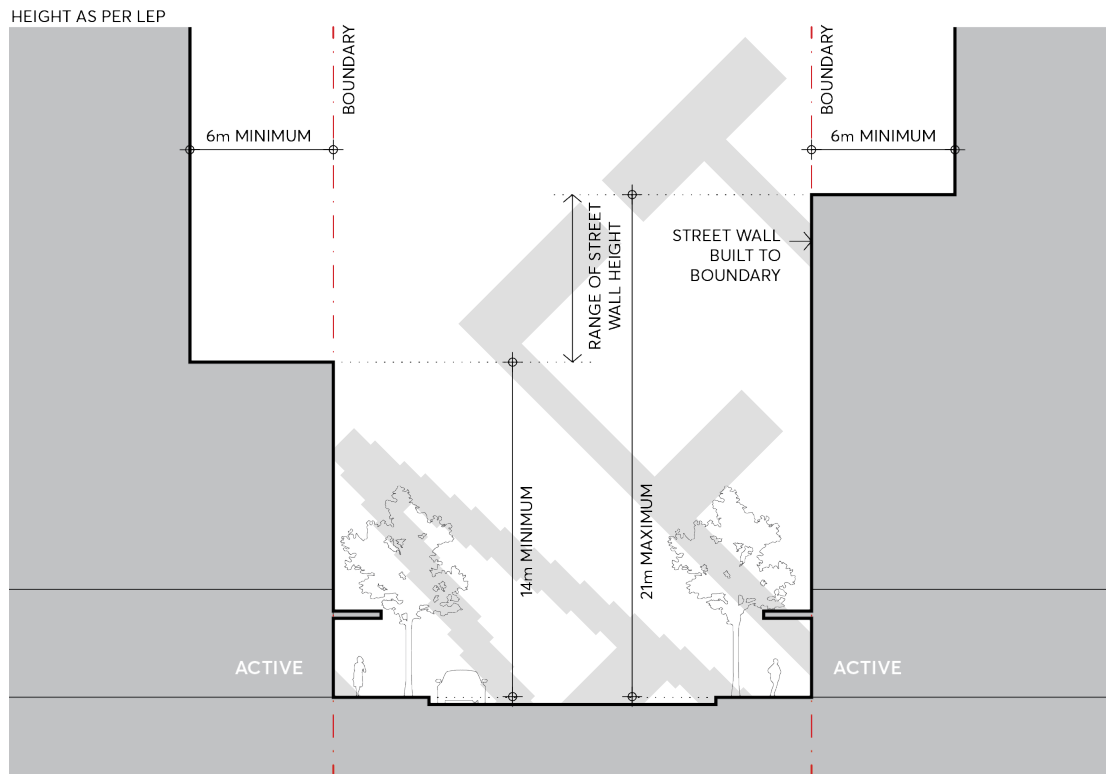 HEIGHT AS PER LEP
BOUNDARY
BOUNDARY
6m MINIMUM
6m MINIMUM
RANGE OF STREET
WALL HEIGHT
STREET WALL
BUILT TO
BOUNDARY
14m MINIMUM
21m MAXIMUM
ACTIVE
ACTIVE